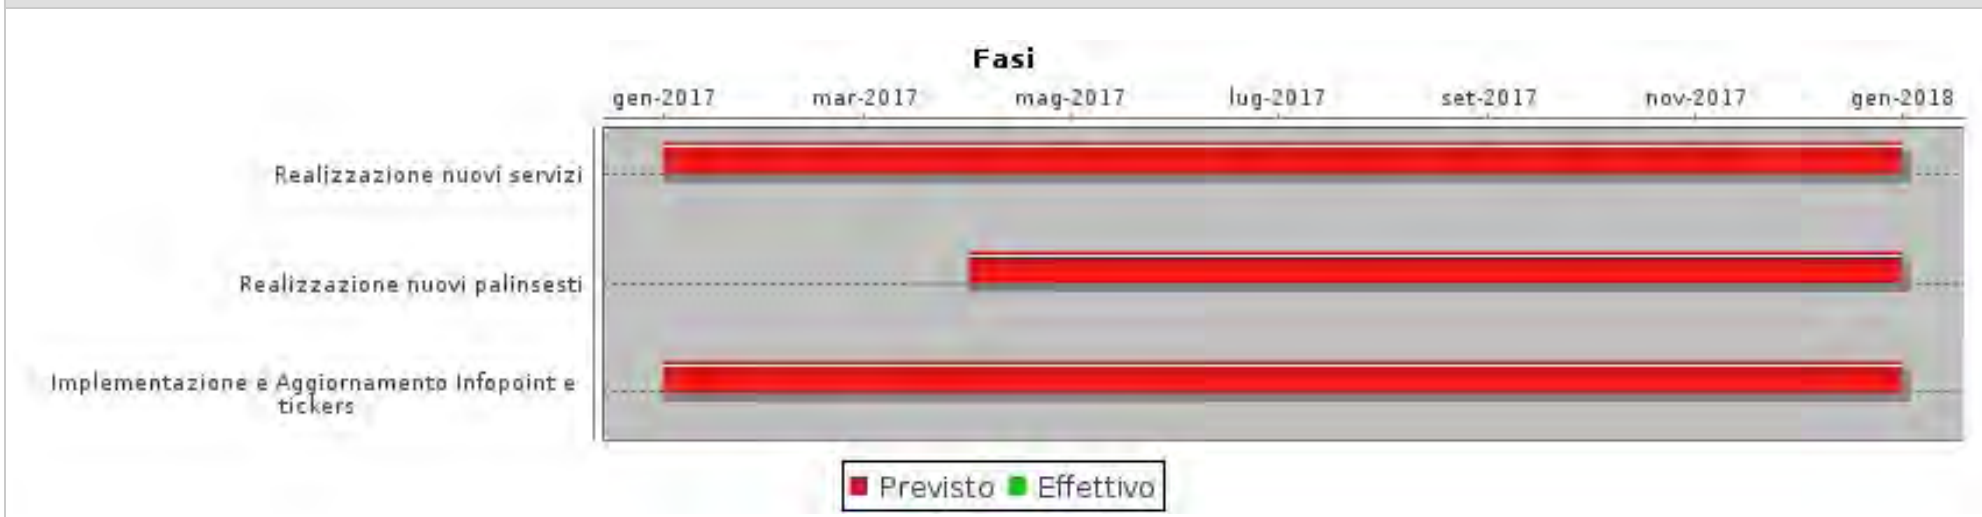 Fasi
gen-2017 mar-2017 mag-2017 lug-2017 set-2017 nov-2017 gen-2018
Realizzazione nuovi servizi
Realizzazione nuovi palinsesti
Implementazione e Aggiornamento Infopoint e
tickers
Previsto Effettivo